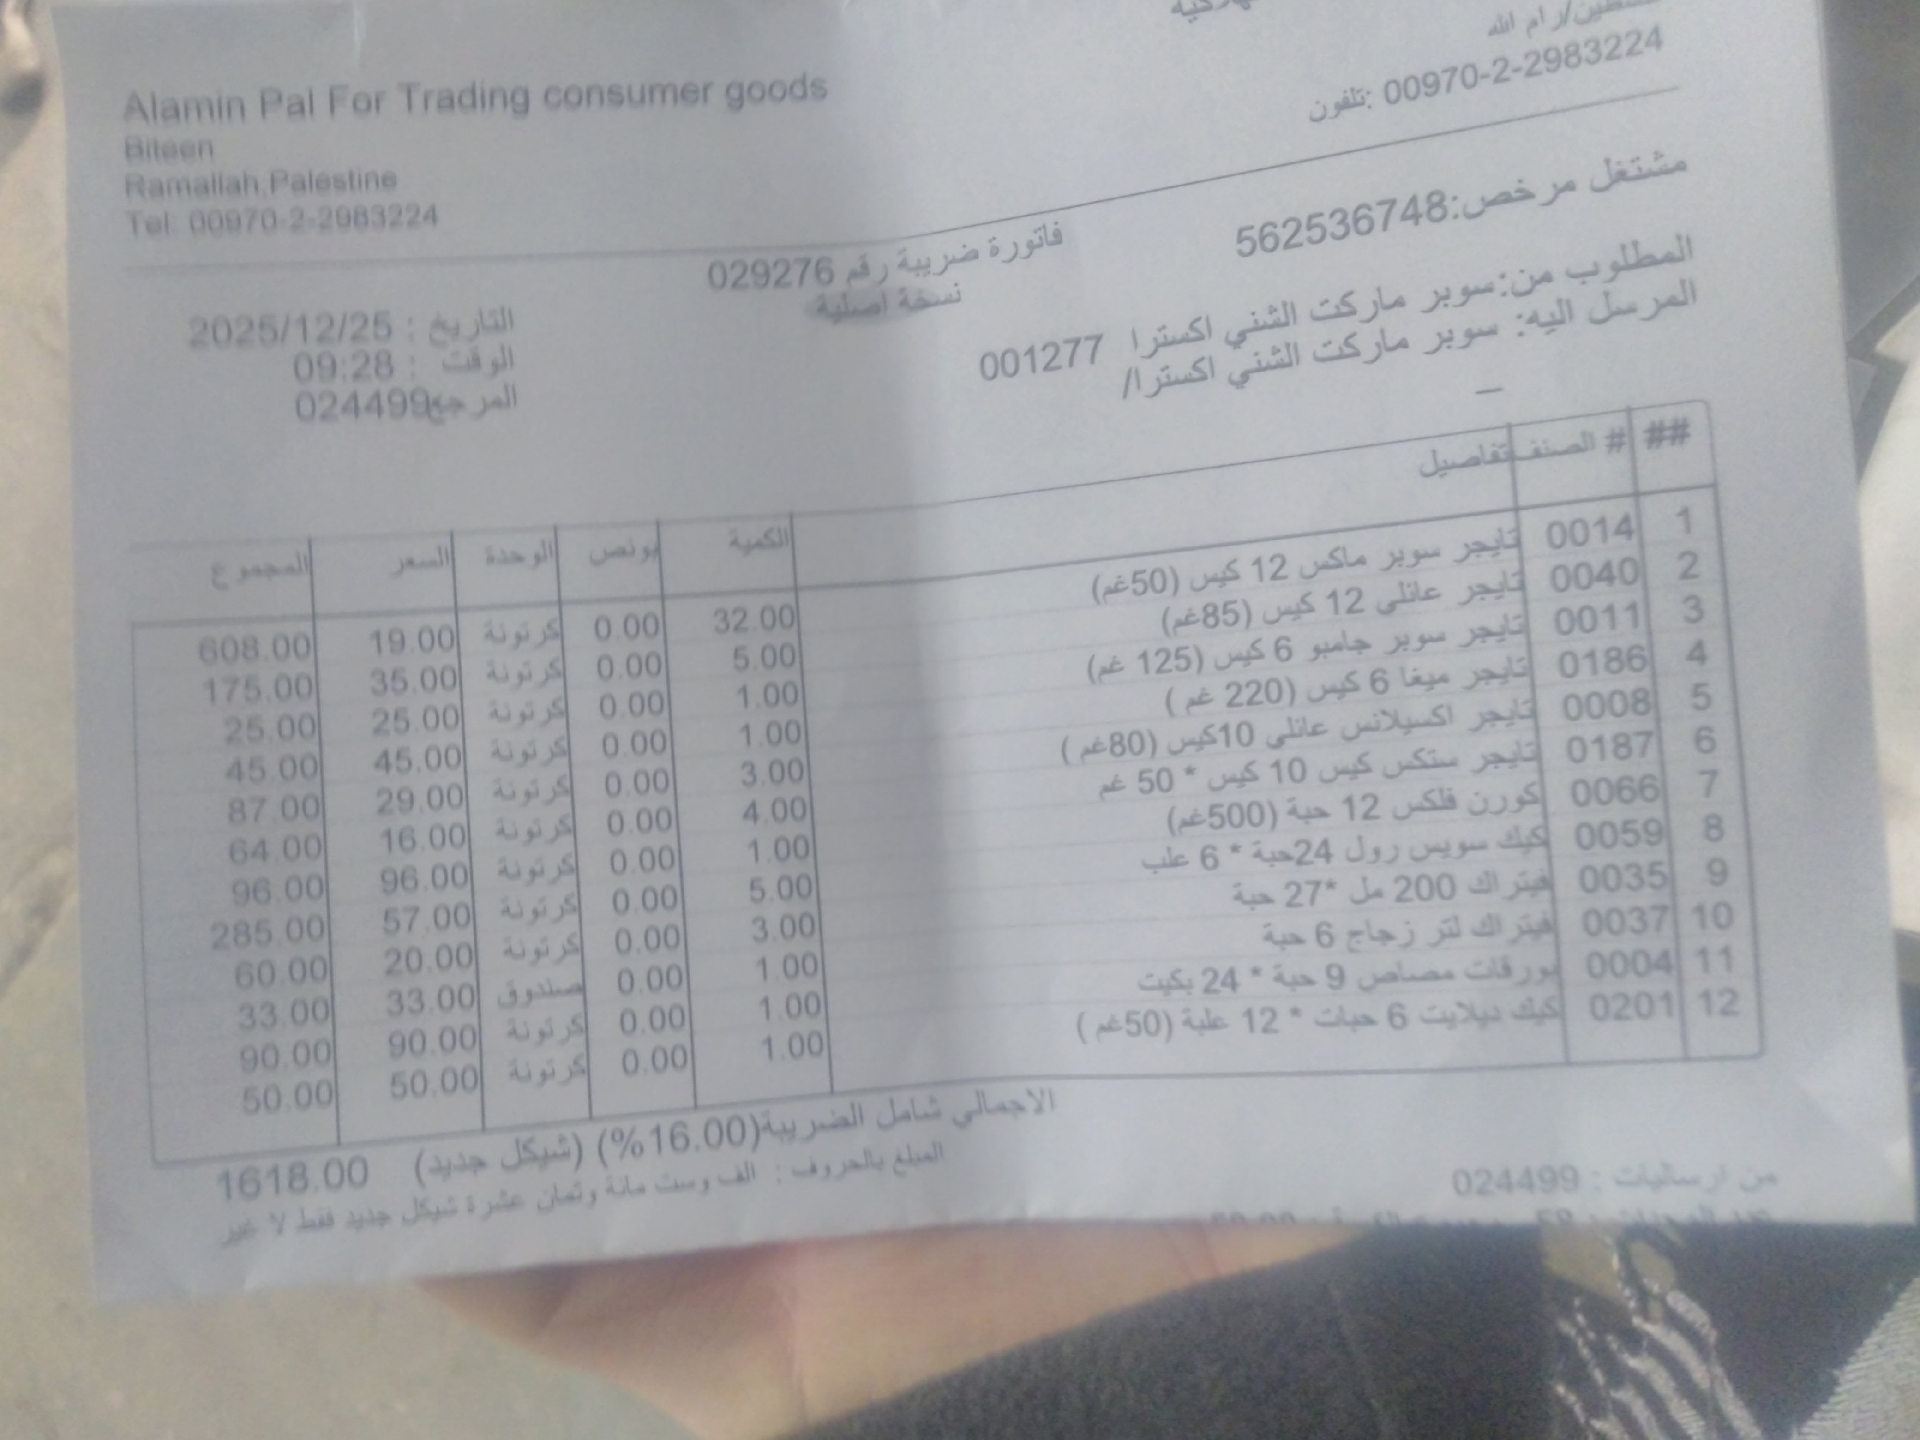 Alamin Pal For Trading consumer goods
Biteen
Ramallah,Palestine
Tel: 00970-2-2983224
رام الله
تلفون: 00970-2-2983224
مشتغل مرخص:562536748
فاتورة ضريبة رقم 029276
نسخة اصلية
المطلوب من:سوبر ماركت الشني اكسترا 001277
المرسل اليه: سوبر ماركت الشني اكسترا/
التاريخ : 2025/12/25
الوقت : 09:28
المرجع 024499
## # الصنف تفاصيل الكمية بونص الوحدة السعر المجموع
1 0014 تايجر سوبر ماكس 12 كيس (50غم) 32.00 0.00 كرتونة 19.00 608.00
2 0040 تايجر عائلي 12 كيس (85غم) 5.00 0.00 كرتونة 35.00 175.00
3 0011 تايجر سوبر جامبو 6 كيس (125 غم) 1.00 0.00 كرتونة 25.00 25.00
4 0186 تايجر ميغا 6 كيس (220 غم ) 1.00 0.00 كرتونة 45.00 45.00
5 0008 تايجر اكسيلانس عائلي 10كيس (80غم ) 3.00 0.00 كرتونة 29.00 87.00
6 0187 تايجر ستكس كيس 10 كيس * 50 غم 4.00 0.00 كرتونة 16.00 64.00
7 0066 كورن فلكس 12 حبة (500غم) 1.00 0.00 كرتونة 96.00 96.00
8 0059 كيك سويس رول 24حبة * 6 علب 5.00 0.00 كرتونة 57.00 285.00
9 0035 فيتراك 200 مل *27 حبة 3.00 0.00 كرتونة 20.00 60.00
10 0037 فيتراك لتر زجاج 6 حبة 1.00 0.00 صندوق 33.00 33.00
11 0004 بورقات مصاص 9 حبة * 24 بكيت 1.00 0.00 كرتونة 90.00 90.00
12 0201 كيك ديلايت 6 حبات * 12 علبة (50غم ) 1.00 0.00 كرتونة 50.00 50.00
الاجمالي شامل الضريبة(16.00%) (شيكل جديد) 1618.00
المبلغ بالحروف : الف وست مائة وثمان عشرة شيكل جديد فقط لا غير
من ارساليات : 024499